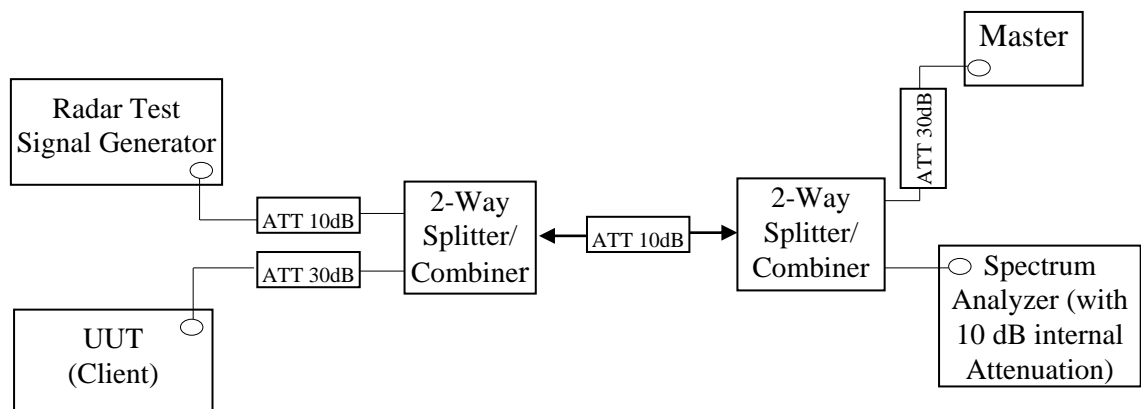 Radar Test
Signal Generator
ATT 10dB
ATT 30dB
UUT
(Client)
2-Way
Splitter/
Combiner
ATT 10dB
2-Way
Splitter/
Combiner
Master
ATT 30dB
Spectrum
Analyzer (with
10 dB internal
Attenuation)